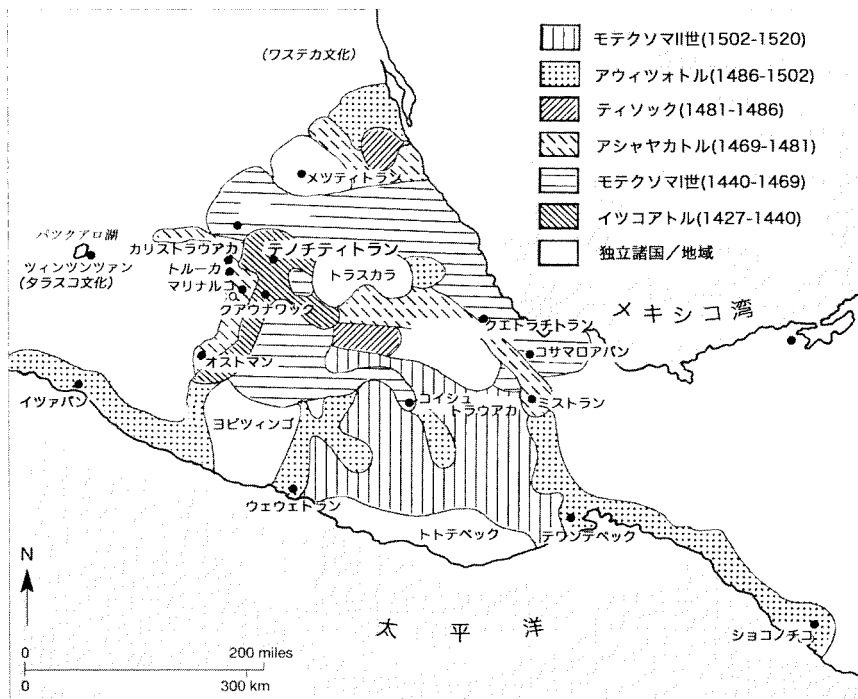 (ワステカ文化)
モテクソマII世(1502-1520)
アウィツォトル(1486-1502)
ティソック(1481-1486)
アシャヤカトル(1469-1481)
モテクソマI世(1440-1469)
イツコアトル(1427-1440)
独立諸国／地域
メツティトラン
パツクアロ湖
ツィンツンツァン
(タラスコ文化)
カリストラウアカ
トルーカ
マリナルコ
クアウナワック
テノチティトラン
トラスカラ
メキシコ湾
クエトラチトラン
コサマロアパン
オストマン
イツァパン
コイシュ
トラウアカ
ミストラン
ヨピツィンゴ
ウェウェトラン
トトテペック
テワンテペック
ショコノチコ
太平洋
N
0 200 miles
0 300 km